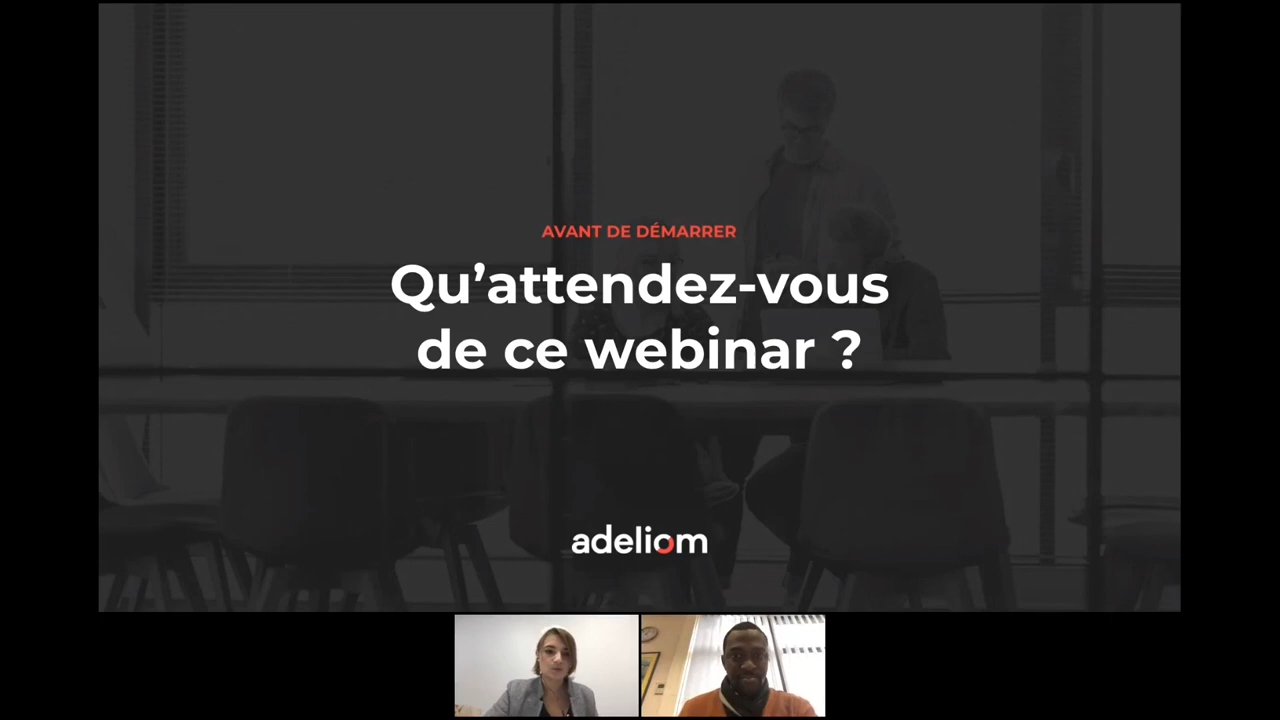 AVANT DE DÉMARRER
Qu’attendez-vous
de ce webinar ?
adeliom